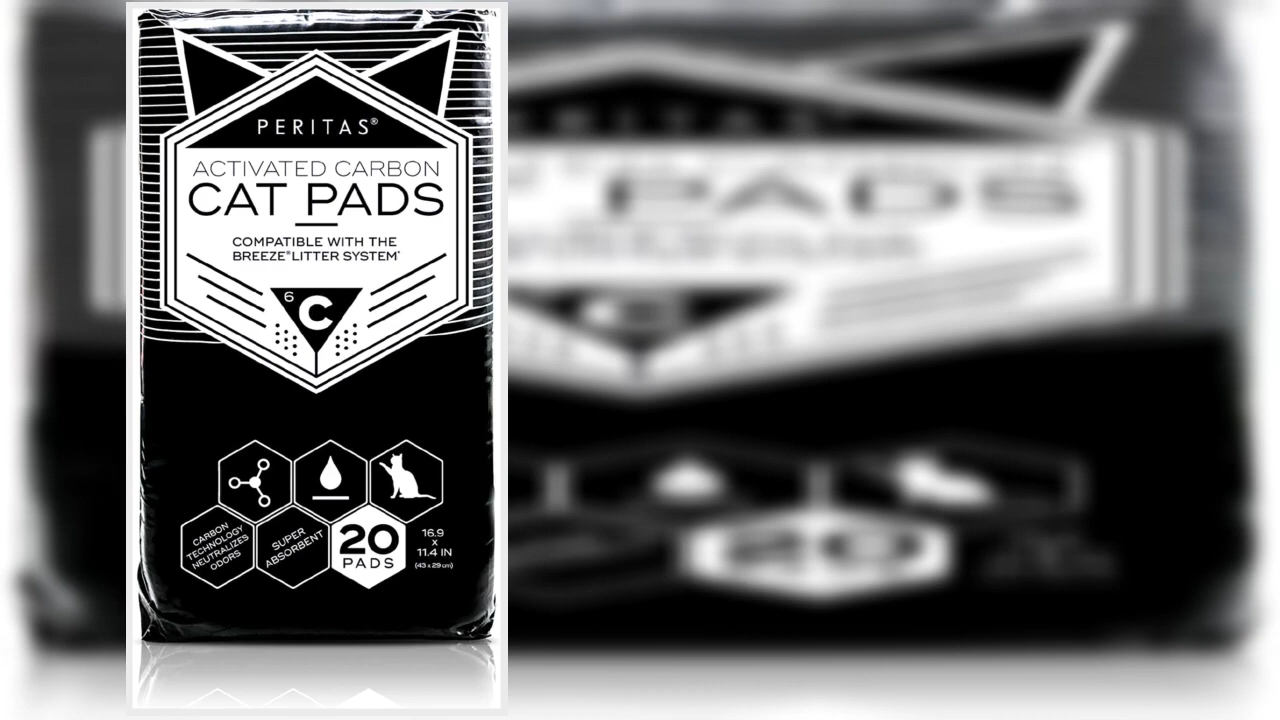 PERITAS®
ACTIVATED CARBON
CAT PADS
COMPATIBLE WITH THE
BREEZE® LITTER SYSTEM*
6
C
CARBON
TECHNOLOGY
NEUTRALIZES
ODORS
SUPER
ABSORBENT
20
PADS
16.9
X
11.4 IN
(43 x 29 cm)